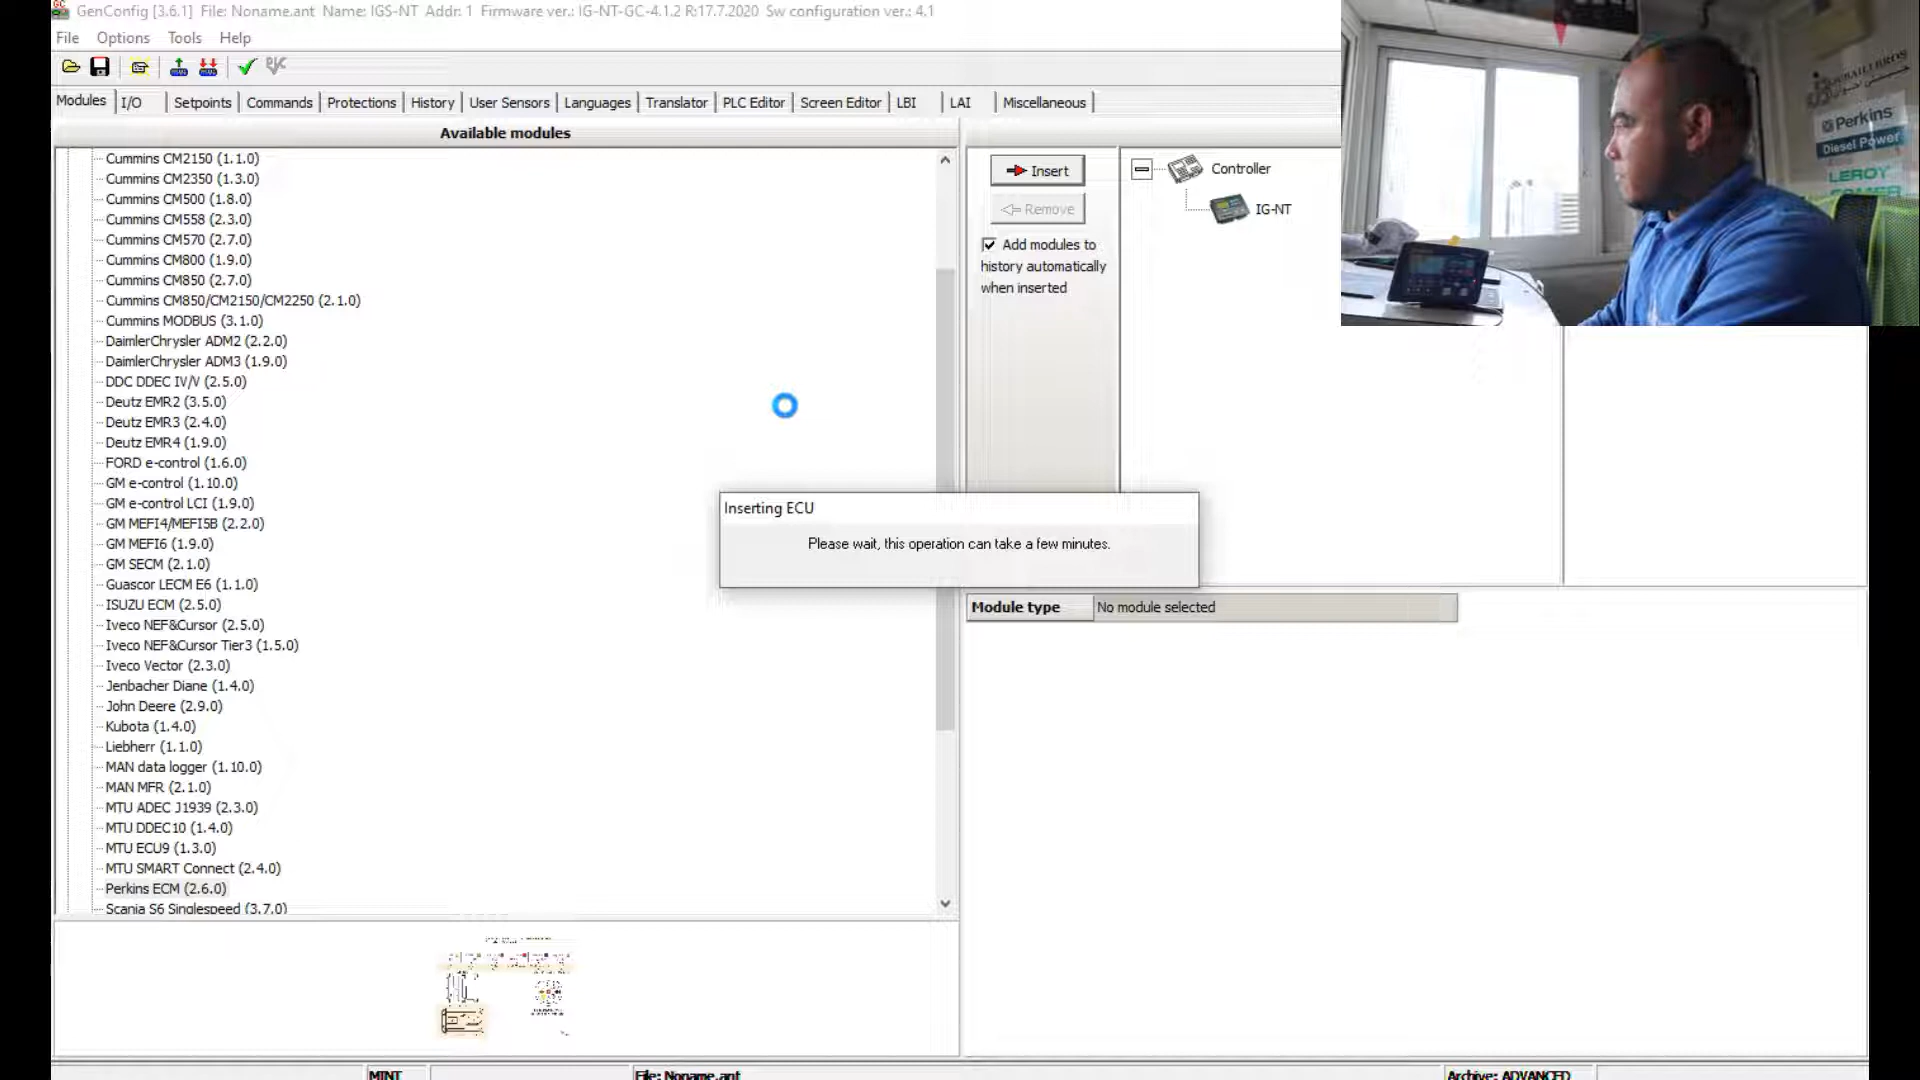 GenConfig [3.6.1] File: Noname.ant Name: IGS-NT Addr: 1 Firmware ver.: IG-NT-GC-4.1.2 R:17.7.2020 Sw configuration ver.: 4.1
File Options Tools Help
Modules I/O Setpoints Commands Protections History User Sensors Languages Translator PLC Editor Screen Editor LBI LAI Miscellaneous
Available modules
Cummins CM2150 (1.1.0)
Cummins CM2350 (1.3.0)
Cummins CM500 (1.8.0)
Cummins CM558 (2.3.0)
Cummins CM570 (2.7.0)
Cummins CM800 (1.9.0)
Cummins CM850 (2.7.0)
Cummins CM850/CM2150/CM2250 (2.1.0)
Cummins MODBUS (3.1.0)
DaimlerChrysler ADM2 (2.2.0)
DaimlerChrysler ADM3 (1.9.0)
DDC DDEC IV/V (2.5.0)
Deutz EMR2 (3.5.0)
Deutz EMR3 (2.4.0)
Deutz EMR4 (1.9.0)
FORD e-control (1.6.0)
GM e-control (1.10.0)
GM e-control LCI (1.9.0)
GM MEFI4/MEFI5B (2.2.0)
GM MEFI6 (1.9.0)
GM SECM (2.1.0)
Guascor LECM E6 (1.1.0)
ISUZU ECM (2.5.0)
Iveco NEF&Cursor (2.5.0)
Iveco NEF&Cursor Tier3 (1.5.0)
Iveco Vector (2.3.0)
Jenbacher Diane (1.4.0)
John Deere (2.9.0)
Kubota (1.4.0)
Liebherr (1.1.0)
MAN data logger (1.10.0)
MAN MFR (2.1.0)
MTU ADEC J1939 (2.3.0)
MTU DDEC10 (1.4.0)
MTU ECU9 (1.3.0)
MTU SMART Connect (2.4.0)
Perkins ECM (2.6.0)
Scania S6 Singlespeed (3.7.0)
Insert
Remove
Add modules to
history automatically
when inserted
Controller
IG-NT
Inserting ECU
Please wait, this operation can take a few minutes.
Module type No module selected
JUBAILI BROS
Perkins
Diesel Power
LEROY
SOMER
MINT File: Noname.ant Archive: ADVANCED